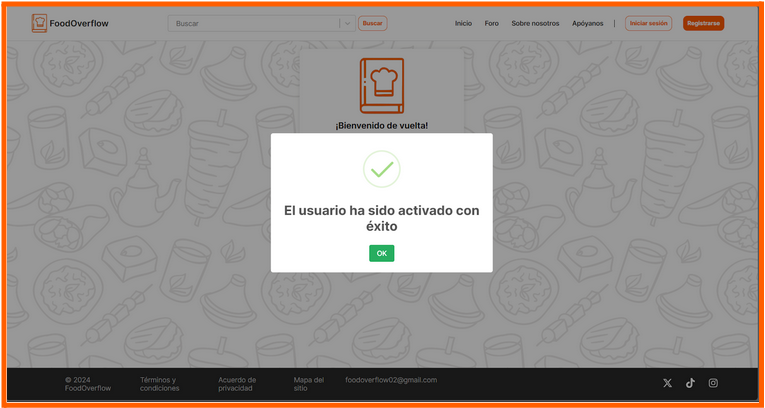 FoodOverflow
Buscar
Buscar
Inicio
Foro
Sobre nosotros
Apóyanos
Iniciar sesión
Registrarse
¡Bienvenido de vuelta!
El usuario ha sido activado con
éxito
OK
© 2024
FoodOverflow
Términos y
condiciones
Acuerdo de
privacidad
Mapa del
sitio
foodoverflow02@gmail.com